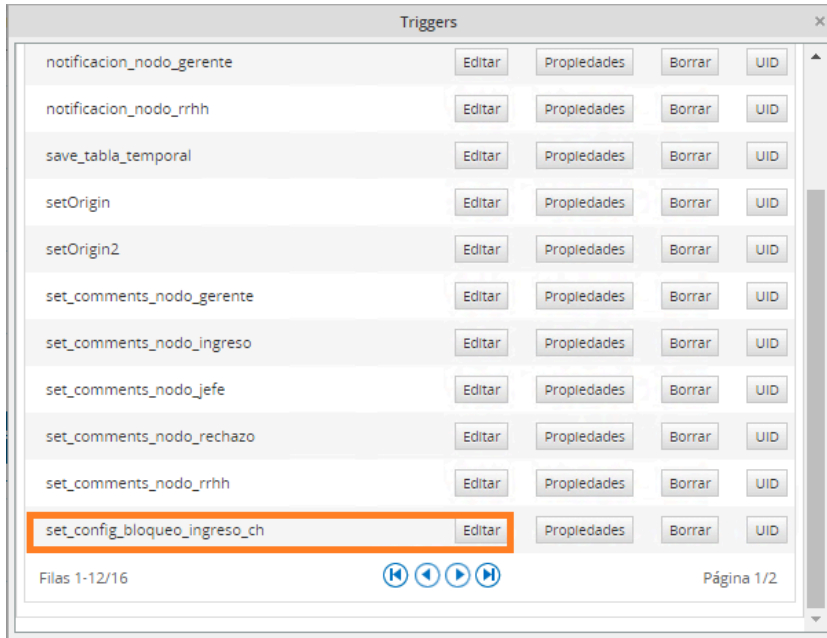 Triggers ×
notificacion_nodo_gerente Editar Propiedades Borrar UID
notificacion_nodo_rrhh Editar Propiedades Borrar UID
save_tabla_temporal Editar Propiedades Borrar UID
setOrigin Editar Propiedades Borrar UID
setOrigin2 Editar Propiedades Borrar UID
set_comments_nodo_gerente Editar Propiedades Borrar UID
set_comments_nodo_ingreso Editar Propiedades Borrar UID
set_comments_nodo_jefe Editar Propiedades Borrar UID
set_comments_nodo_rechazo Editar Propiedades Borrar UID
set_comments_nodo_rrhh Editar Propiedades Borrar UID
set_config_bloqueo_ingreso_ch Editar Propiedades Borrar UID
Filas 1-12/16 Página 1/2